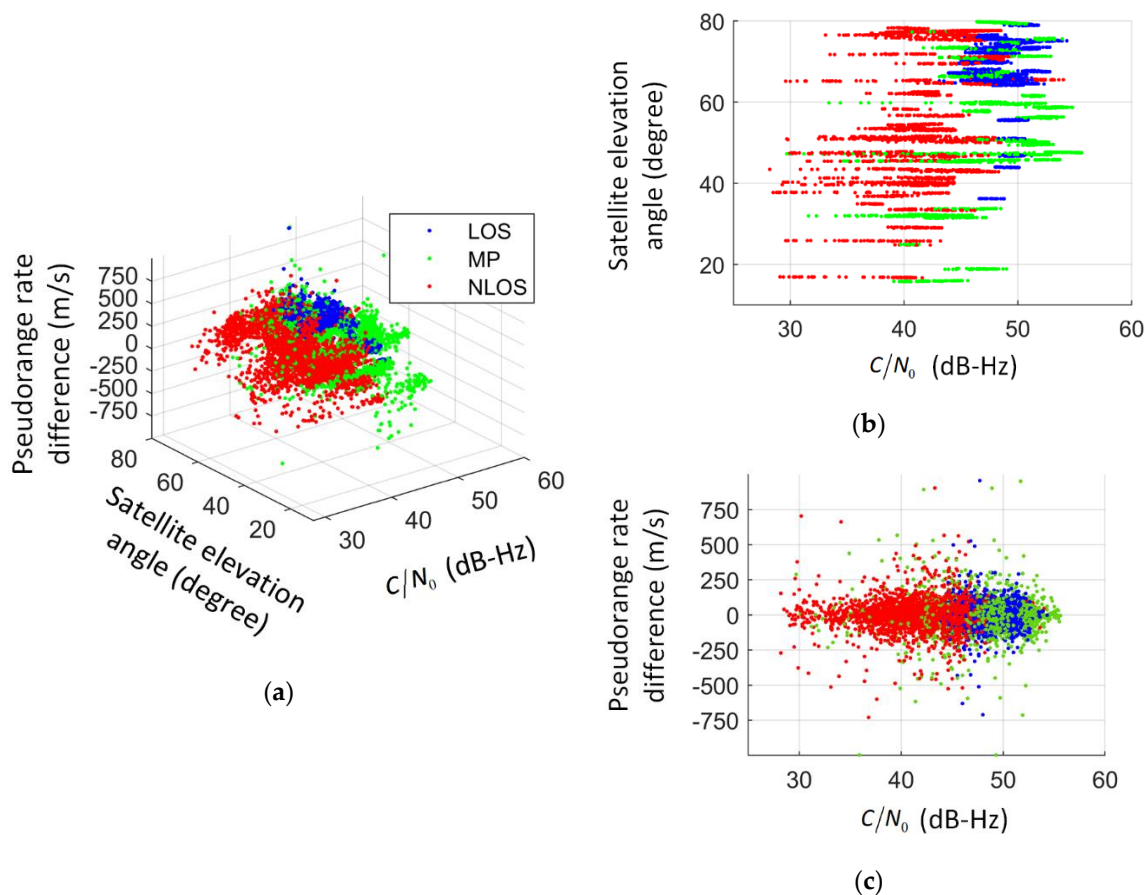 LOS
MP
NLOS
Pseudorange rate
difference (m/s)
750
500
250
0
-250
-500
-750
80
60
40
20
Satellite elevation
angle (degree)
30
40
50
60
C/N₀ (dB-Hz)
(a)
Satellite elevation
angle (degree)
80
60
40
20
30
40
50
60
C/N₀ (dB-Hz)
(b)
Pseudorange rate
difference (m/s)
750
500
250
0
-250
-500
-750
30
40
50
60
C/N₀ (dB-Hz)
(c)